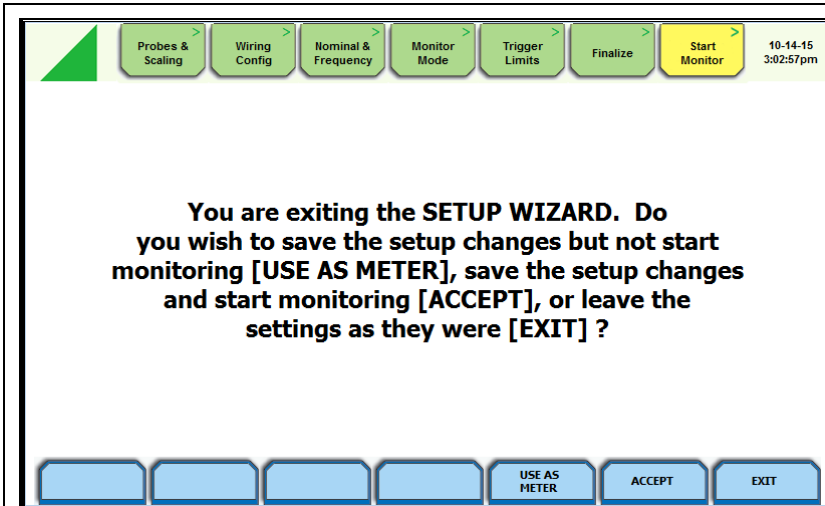 > > > > > > >
Probes & Wiring Nominal & Monitor Trigger Finalize Start 10-14-15
Scaling Config Frequency Mode Limits Monitor 3:02:57pm
You are exiting the SETUP WIZARD. Do
you wish to save the setup changes but not start
monitoring [USE AS METER], save the setup changes
and start monitoring [ACCEPT], or leave the
settings as they were [EXIT] ?
USE AS METER ACCEPT EXIT